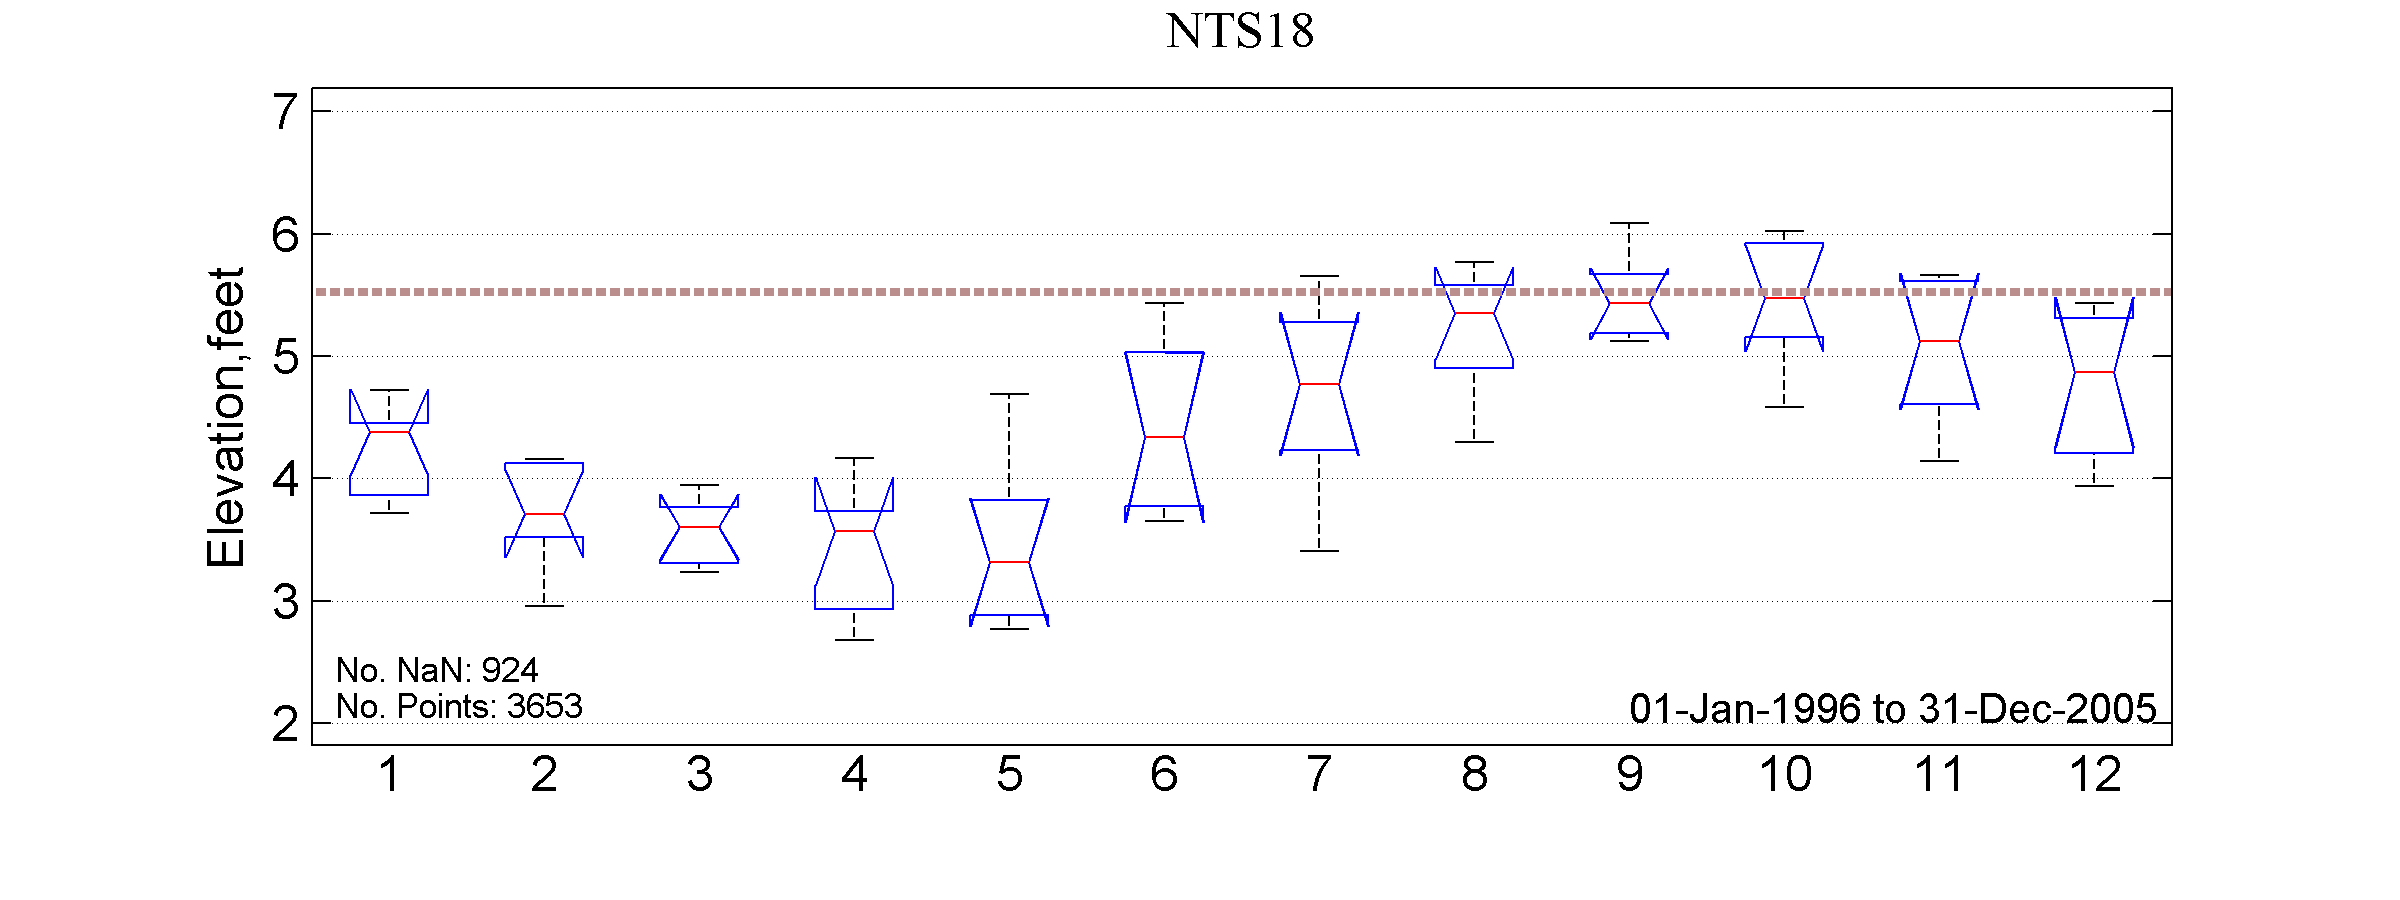 NTS18
7
6
5
4
3
2
Elevation,feet
No. NaN: 924
No. Points: 3653
01-Jan-1996 to 31-Dec-2005
1 2 3 4 5 6 7 8 9 10 11 12